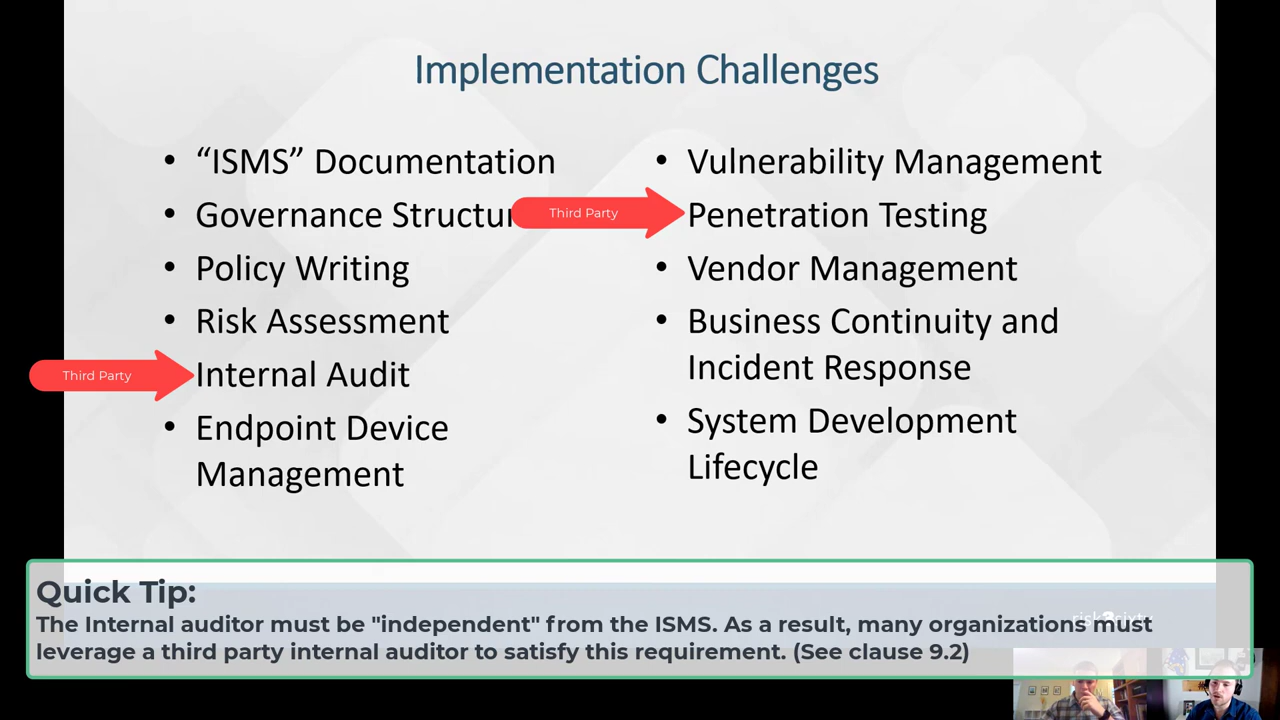 Implementation Challenges
• “ISMS” Documentation
• Governance
Third Party
• Policy Writing
• Risk Assessment
Third Party
Internal Audit
• Endpoint Device
Management
• Vulnerability Management
Penetration Testing
• Vendor Management
• Business Continuity and
Incident Response
• System Development
Lifecycle
Quick Tip:
The Internal auditor must be "independent" from the ISMS. As a result, many organizations must
leverage a third party internal auditor to satisfy this requirement. (See clause 9.2)